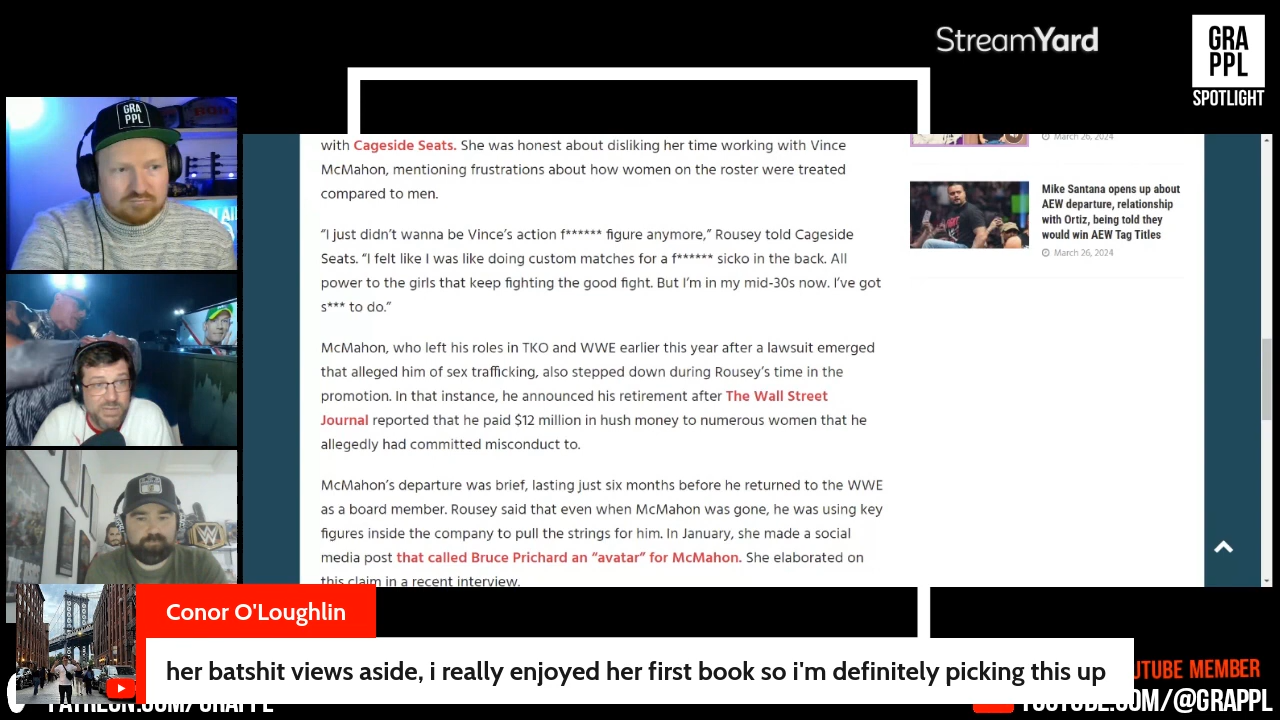 StreamYard
GRA
PPL
SPOTLIGHT
GRA
PPL
with Cageside Seats. She was honest about disliking her time working with Vince
McMahon, mentioning frustrations about how women on the roster were treated
compared to men.
“I just didn’t wanna be Vince’s action f****** figure anymore,” Rousey told Cageside
Seats. “I felt like I was like doing custom matches for a f****** sicko in the back. All
power to the girls that keep fighting the good fight. But I’m in my mid-30s now. I’ve got
s*** to do.”
McMahon, who left his roles in TKO and WWE earlier this year after a lawsuit emerged
that alleged him of sex trafficking, also stepped down during Rousey’s time in the
promotion. In that instance, he announced his retirement after The Wall Street
Journal reported that he paid $12 million in hush money to numerous women that he
allegedly had committed misconduct to.
McMahon’s departure was brief, lasting just six months before he returned to the WWE
as a board member. Rousey said that even when McMahon was gone, he was using key
figures inside the company to pull the strings for him. In January, she made a social
media post that called Bruce Prichard an “avatar” for McMahon. She elaborated on
this claim in a recent interview.
March 26, 2024
Mike Santana opens up about
AEW departure, relationship
with Ortiz, being told they
would win AEW Tag Titles
March 26, 2024
Conor O'Loughlin
her batshit views aside, i really enjoyed her first book so i'm definitely picking this up
UTUBE MEMBER
PATREON.COM/GRAPPL
YOUTUBE.COM/@GRAPPL